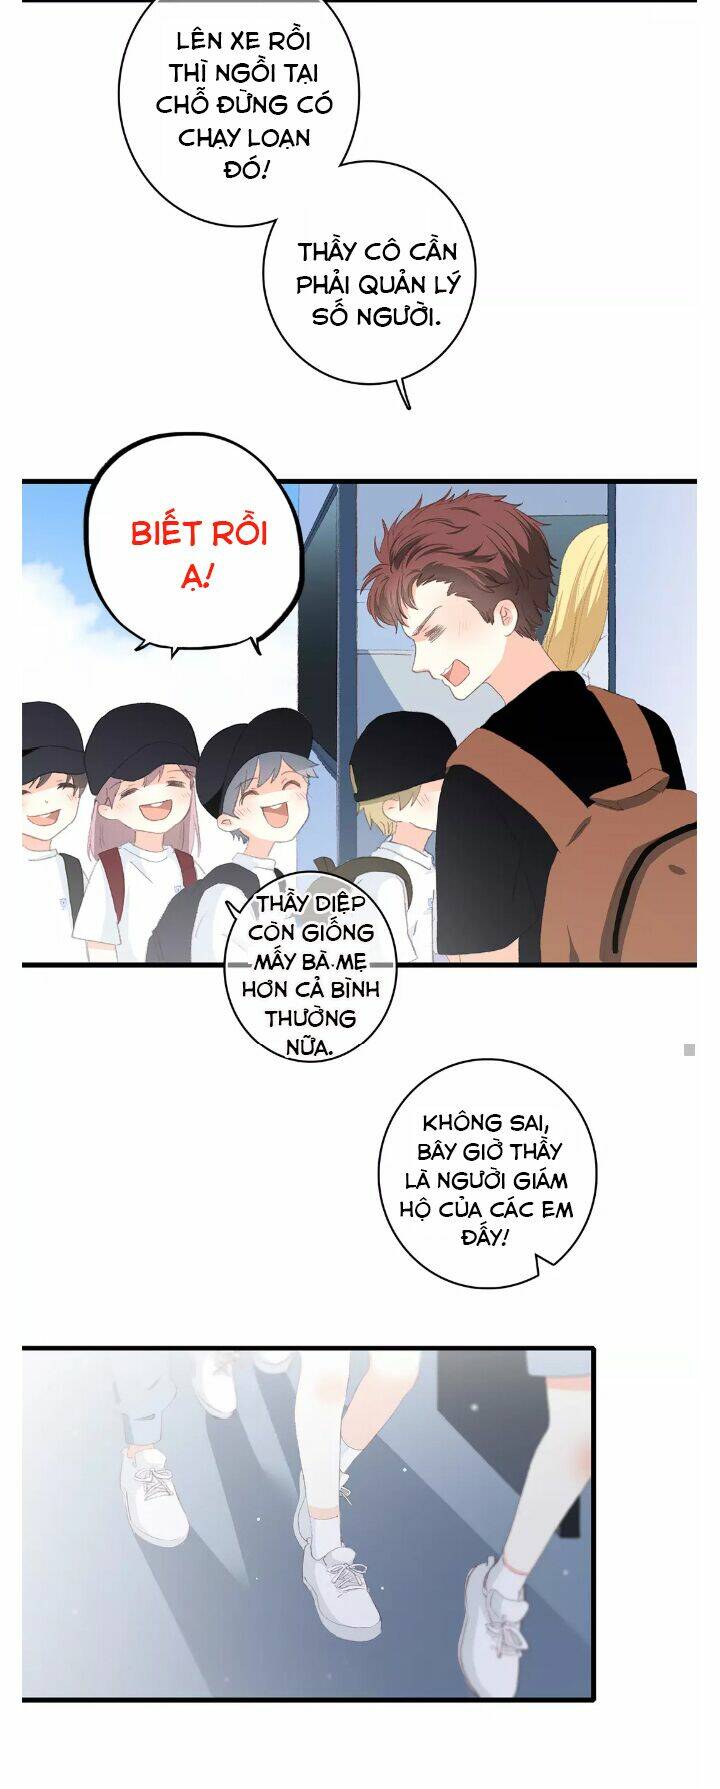 LÊN XE RỒI
THÌ NGỒI TẠI
CHỖ ĐỪNG CÓ
CHẠY LOẠN
ĐÓ!
THẦY CÔ CẦN
PHẢI QUẢN LÝ
SỐ NGƯỜI.
BIẾT RỒI
Ạ!
THẦY DIỆP
CÒN GIỐNG
MẤY BÀ MẸ
HƠN CẢ BÌNH
THƯỜNG
NỮA.
KHÔNG SAI,
BÂY GIỜ THẦY
LÀ NGƯỜI GIÁM
HỘ CỦA CÁC EM
ĐẤY!